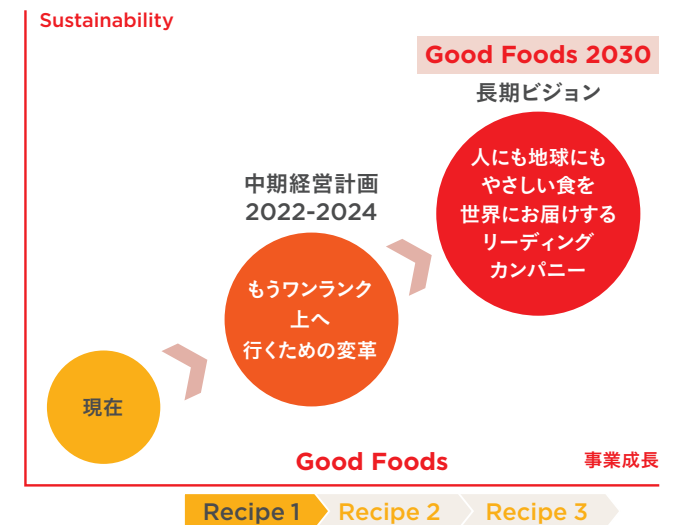 Sustainability
Good Foods 2030
長期ビジョン
人にも地球にも
やさしい食を
世界にお届けする
リーディング
カンパニー
中期経営計画
2022-2024
もうワンランク
上へ
行くための変革
現在
Good Foods
事業成長
Recipe 1
Recipe 2
Recipe 3